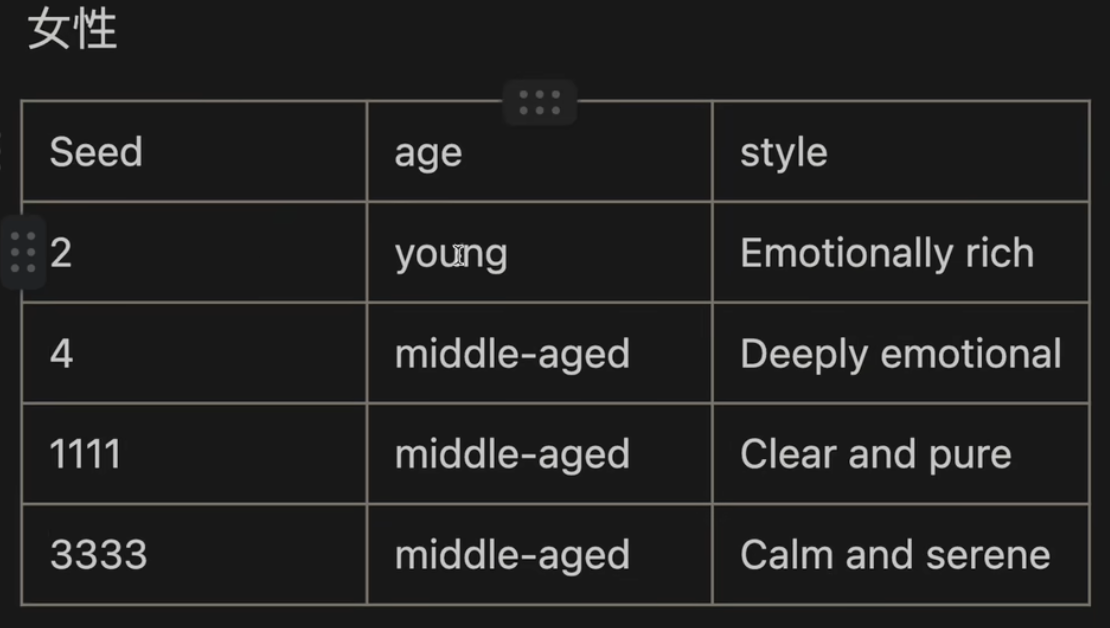 女性
Seed age style
2 young Emotionally rich
4 middle-aged Deeply emotional
1111 middle-aged Clear and pure
3333 middle-aged Calm and serene